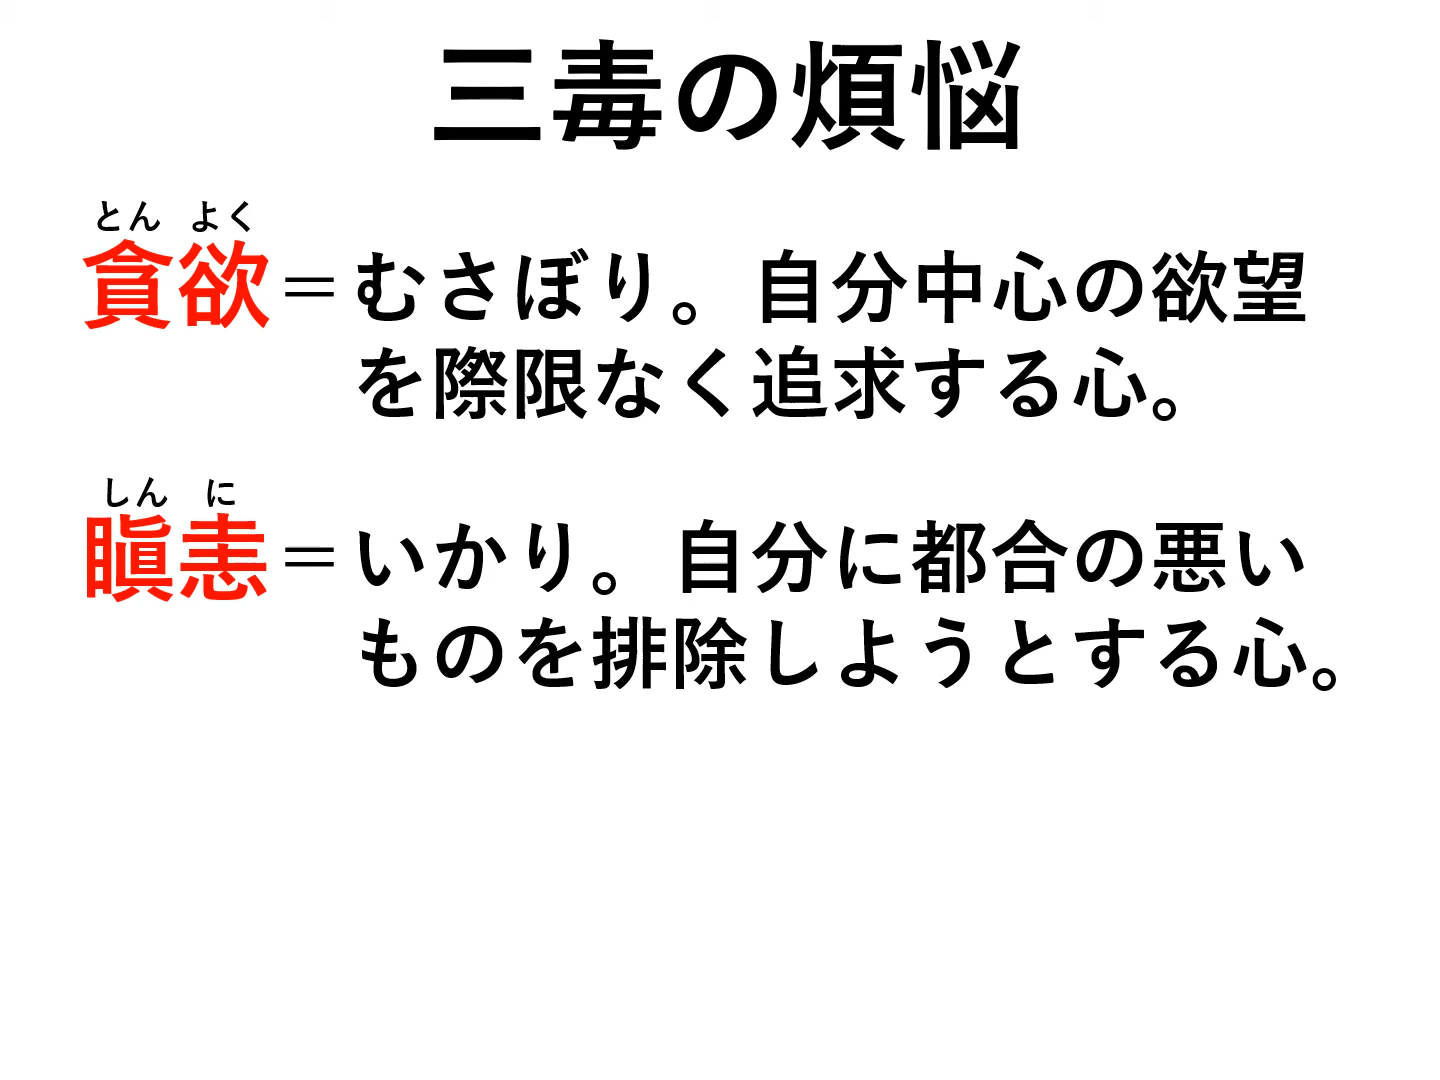 三毒の煩悩
とん よく
貪欲＝むさぼり。自分中心の欲望
を際限なく追求する心。
しん に
瞋恚＝いかり。自分に都合の悪い
ものを排除しようとする心。